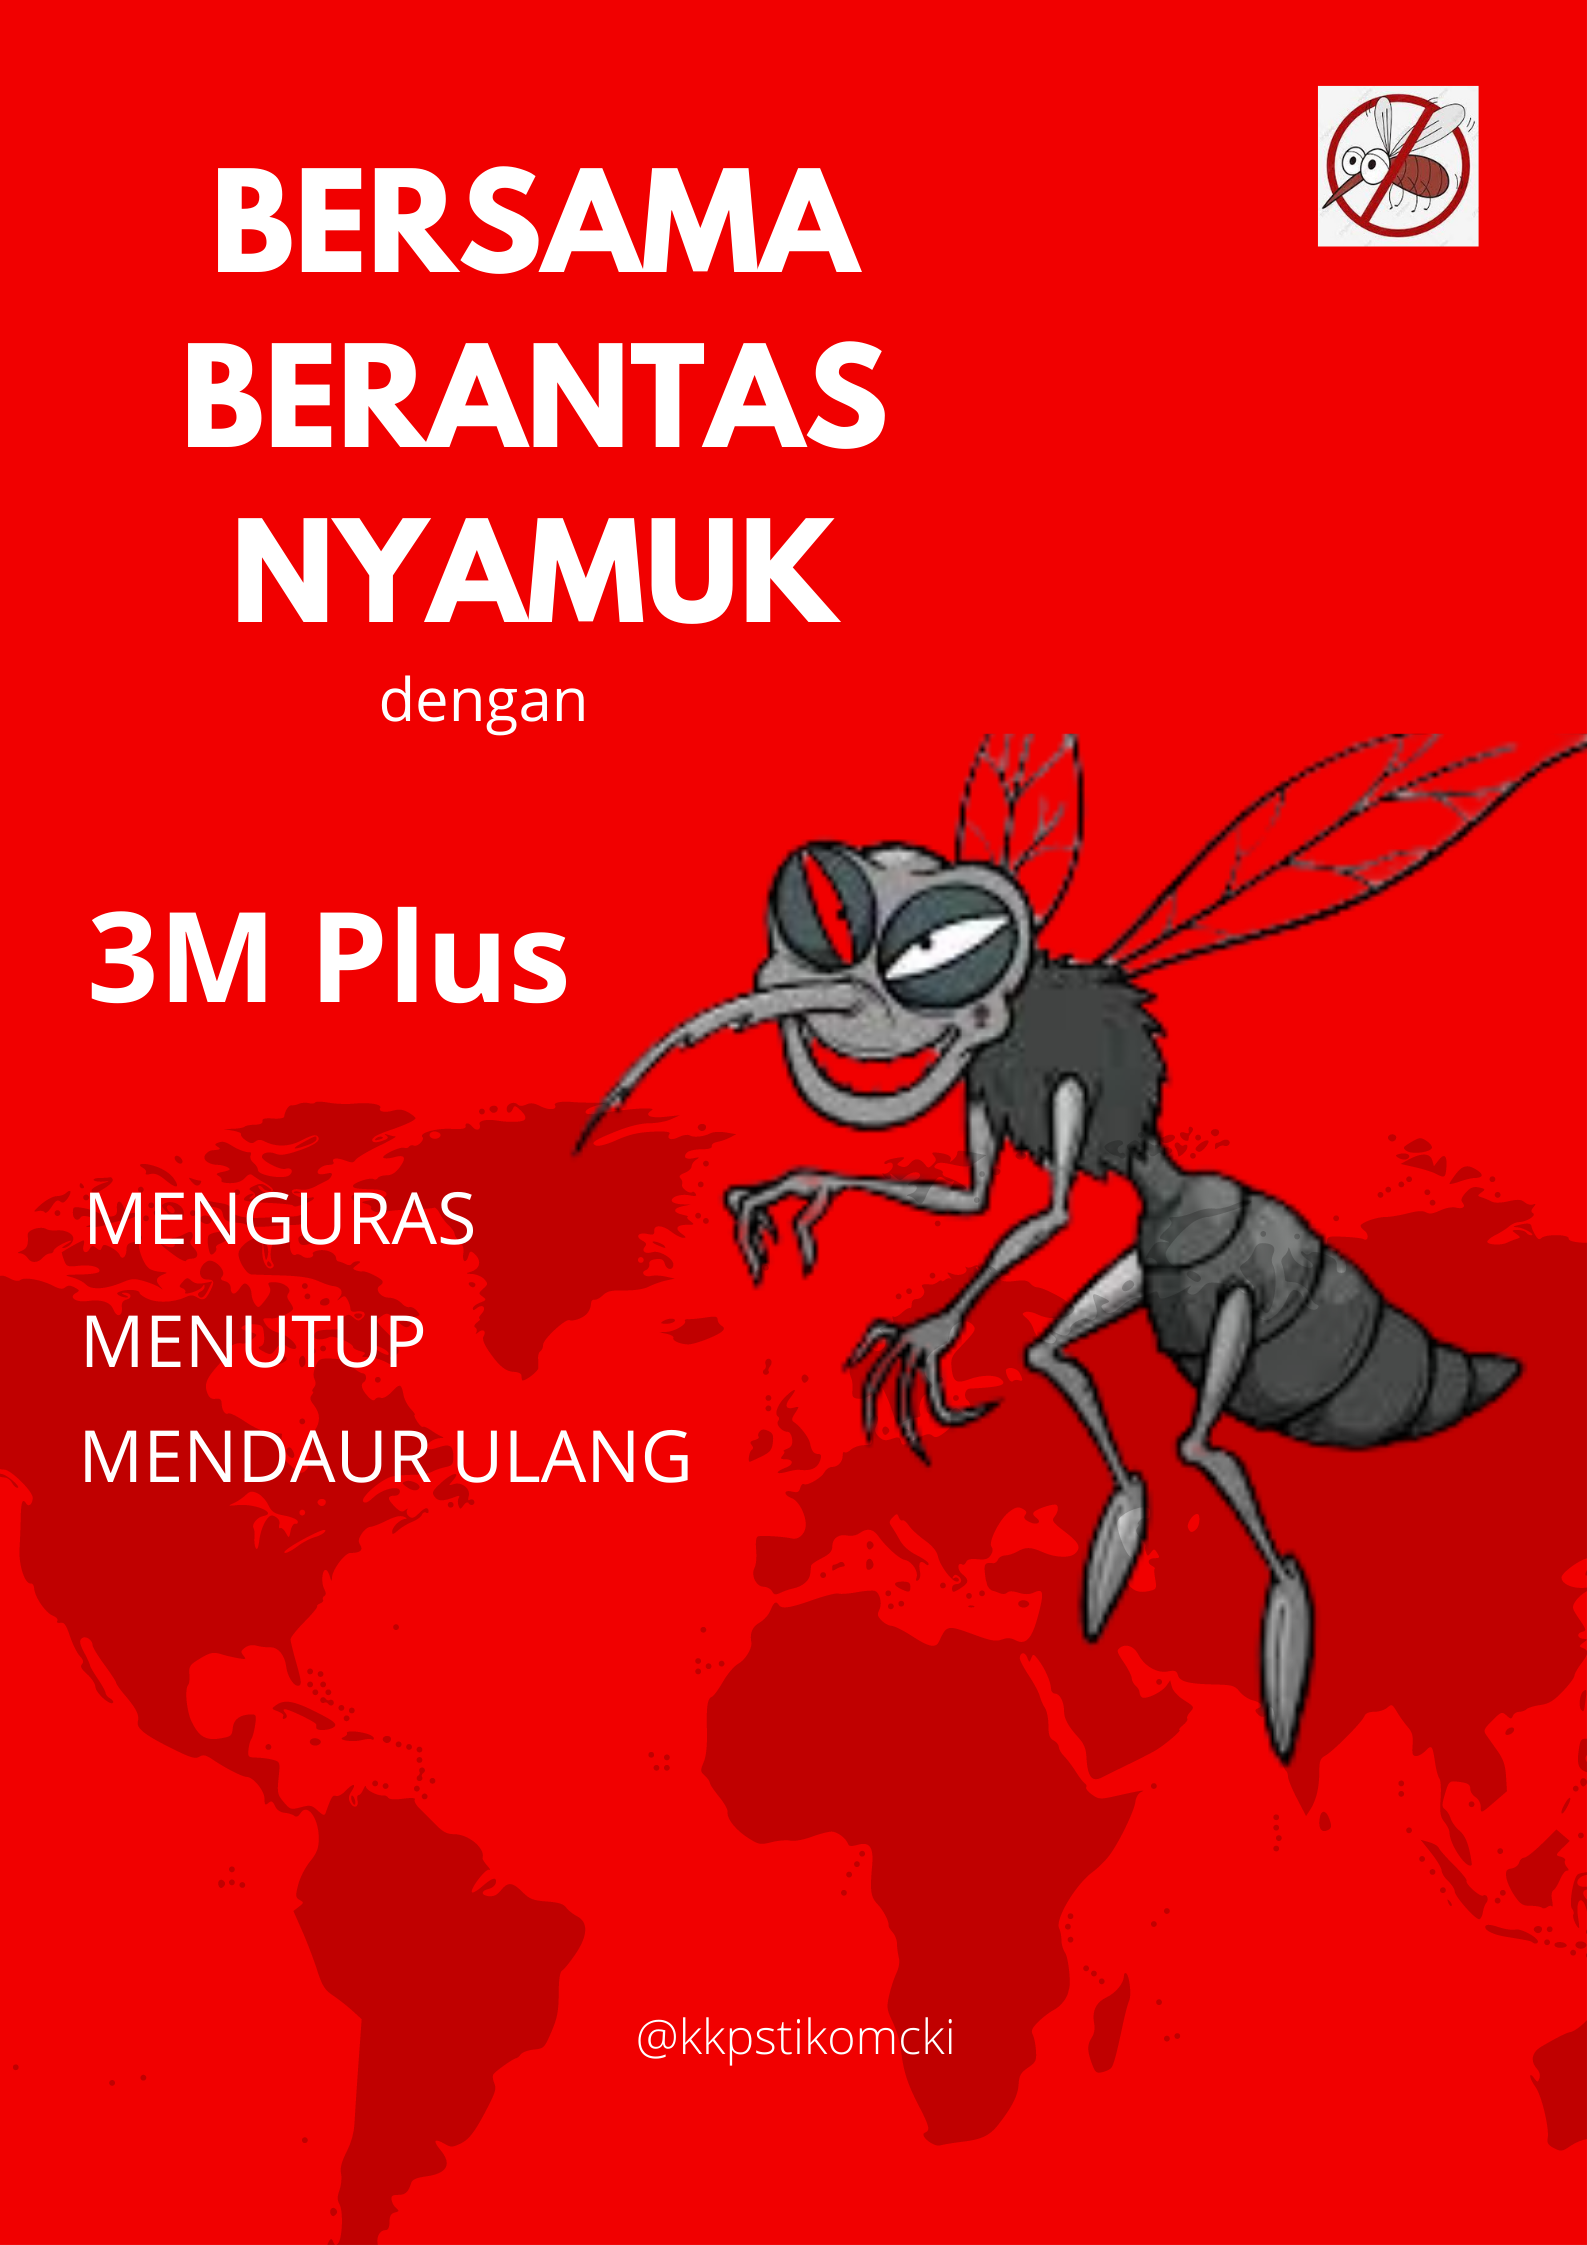 BERSAMA
BERANTAS
NYAMUK
dengan
3M Plus
MENGURAS
MENUTUP
MENDAUR ULANG
@kkpstikomcki